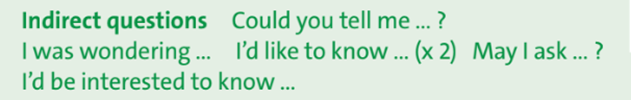 Indirect questions Could you tell me ... ?
I was wondering ... I'd like to know ... (x 2) May I ask ... ?
I'd be interested to know ...